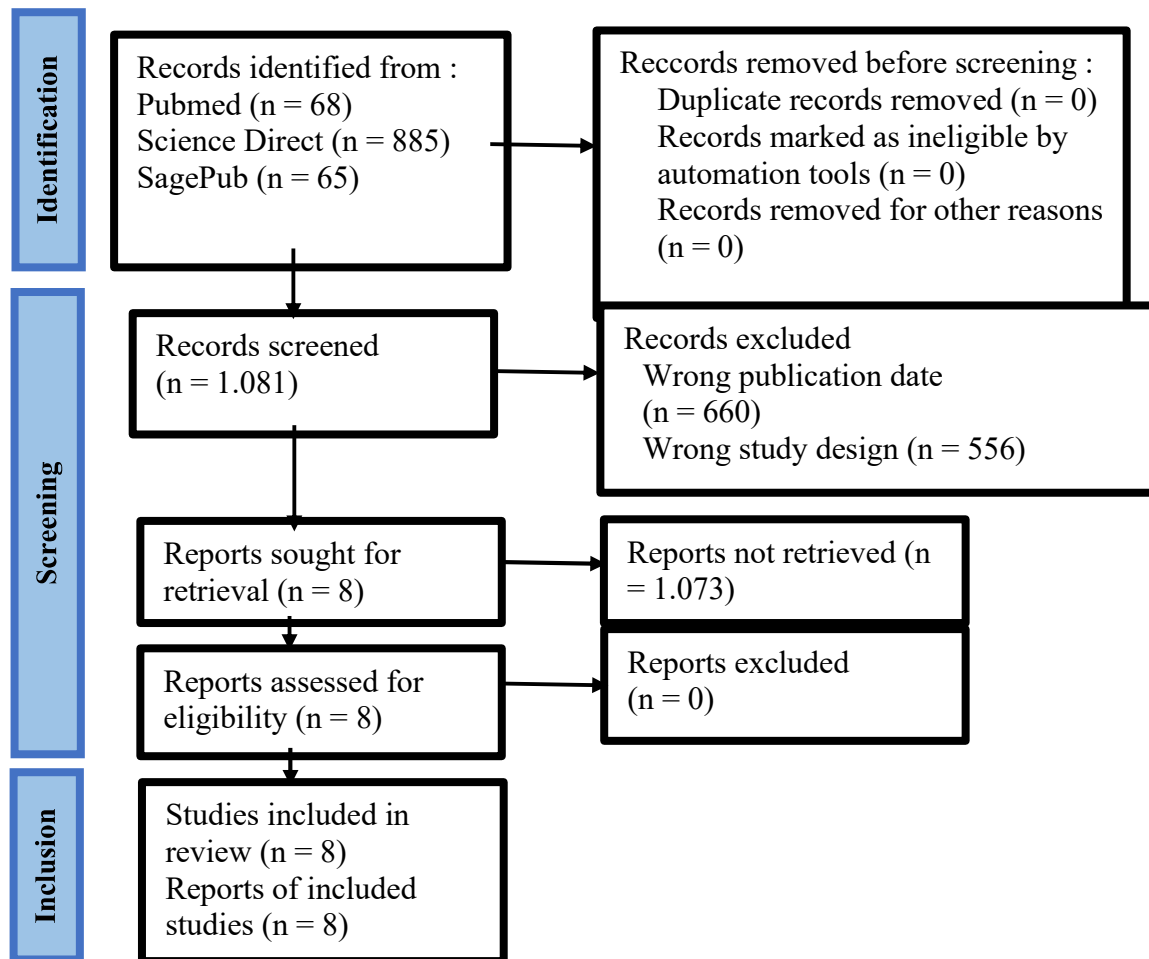 Identification
Records identified from :
Pubmed (n = 68)
Science Direct (n = 885)
SagePub (n = 65)
Reccords removed before screening :
Duplicate records removed (n = 0)
Records marked as ineligible by
automation tools (n = 0)
Records removed for other reasons
(n = 0)
Screening
Records screened
(n = 1.081)
Records excluded
Wrong publication date
(n = 660)
Wrong study design (n = 556)
Reports sought for
retrieval (n = 8)
Reports not retrieved (n
= 1.073)
Reports assessed for
eligibility (n = 8)
Reports excluded
(n = 0)
Inclusion
Studies included in
review (n = 8)
Reports of included
studies (n = 8)